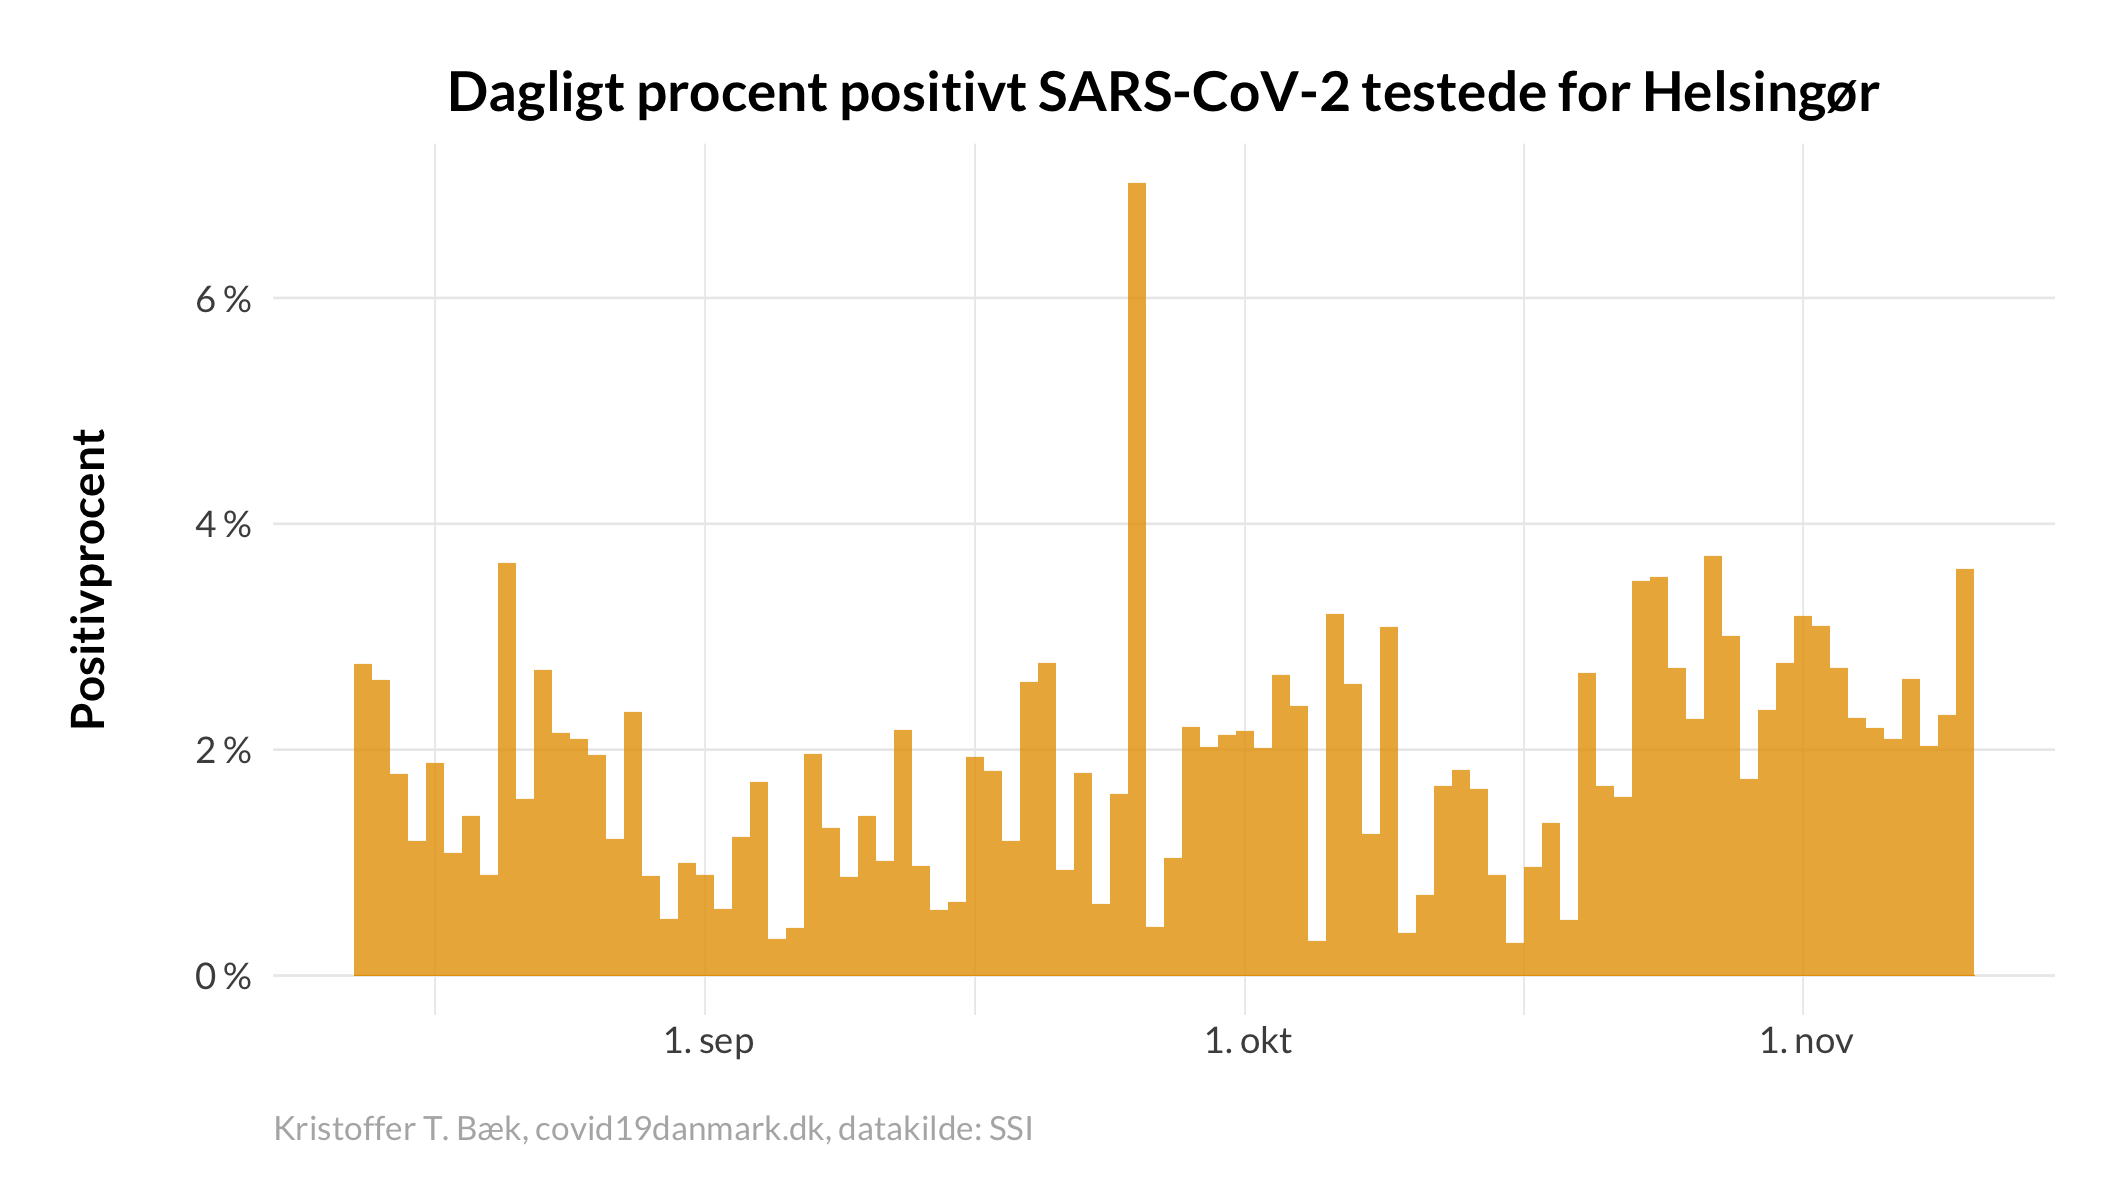 Dagligt procent positivt SARS-CoV-2 testede for Helsingør
Positivprocent
6 %
4 %
2 %
0 %
1. sep
1. okt
1. nov
Kristoffer T. Bæk, covid19danmark.dk, datakilde: SSI